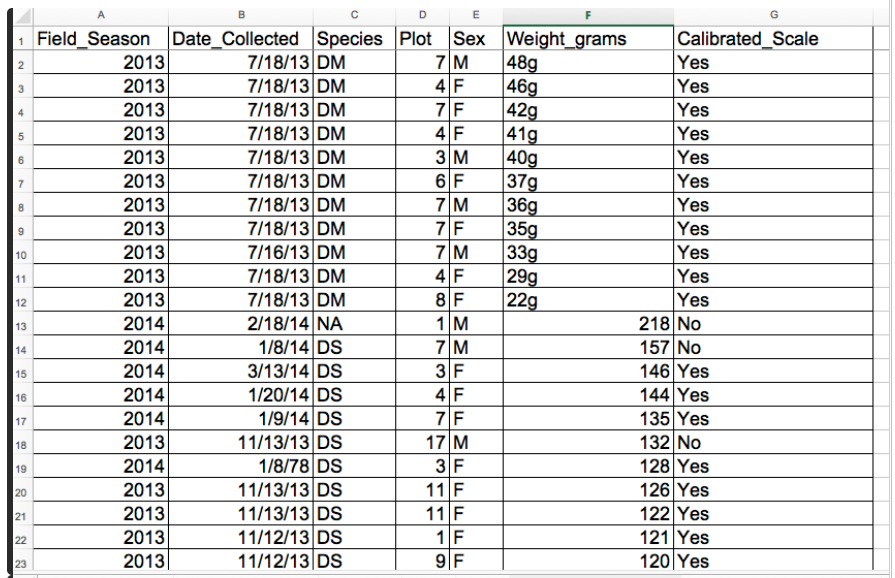 A B C D E F G
1 Field_Season Date_Collected Species Plot Sex Weight_grams Calibrated_Scale
2 2013 7/18/13 DM 7 M 48g Yes
3 2013 7/18/13 DM 4 F 46g Yes
4 2013 7/18/13 DM 7 F 42g Yes
5 2013 7/18/13 DM 4 F 41g Yes
6 2013 7/18/13 DM 3 M 40g Yes
7 2013 7/18/13 DM 6 F 37g Yes
8 2013 7/18/13 DM 7 M 36g Yes
9 2013 7/18/13 DM 7 F 35g Yes
10 2013 7/16/13 DM 7 M 33g Yes
11 2013 7/18/13 DM 4 F 29g Yes
12 2013 7/18/13 DM 8 F 22g Yes
13 2014 2/18/14 NA 1 M 218 No
14 2014 1/8/14 DS 7 M 157 No
15 2014 3/13/14 DS 3 F 146 Yes
16 2014 1/20/14 DS 4 F 144 Yes
17 2014 1/9/14 DS 7 F 135 Yes
18 2013 11/13/13 DS 17 M 132 No
19 2014 1/8/78 DS 3 F 128 Yes
20 2013 11/13/13 DS 11 F 126 Yes
21 2013 11/13/13 DS 11 F 122 Yes
22 2013 11/12/13 DS 1 F 121 Yes
23 2013 11/12/13 DS 9 F 120 Yes